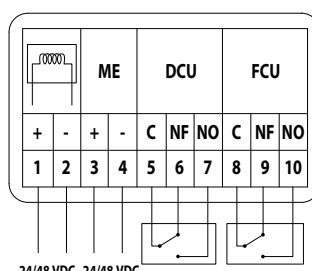 ME DCU FCU
+ - + - C NF NO C NF NO
1 2 3 4 5 6 7 8 9 10
24/48 VDC 24/48 VDC